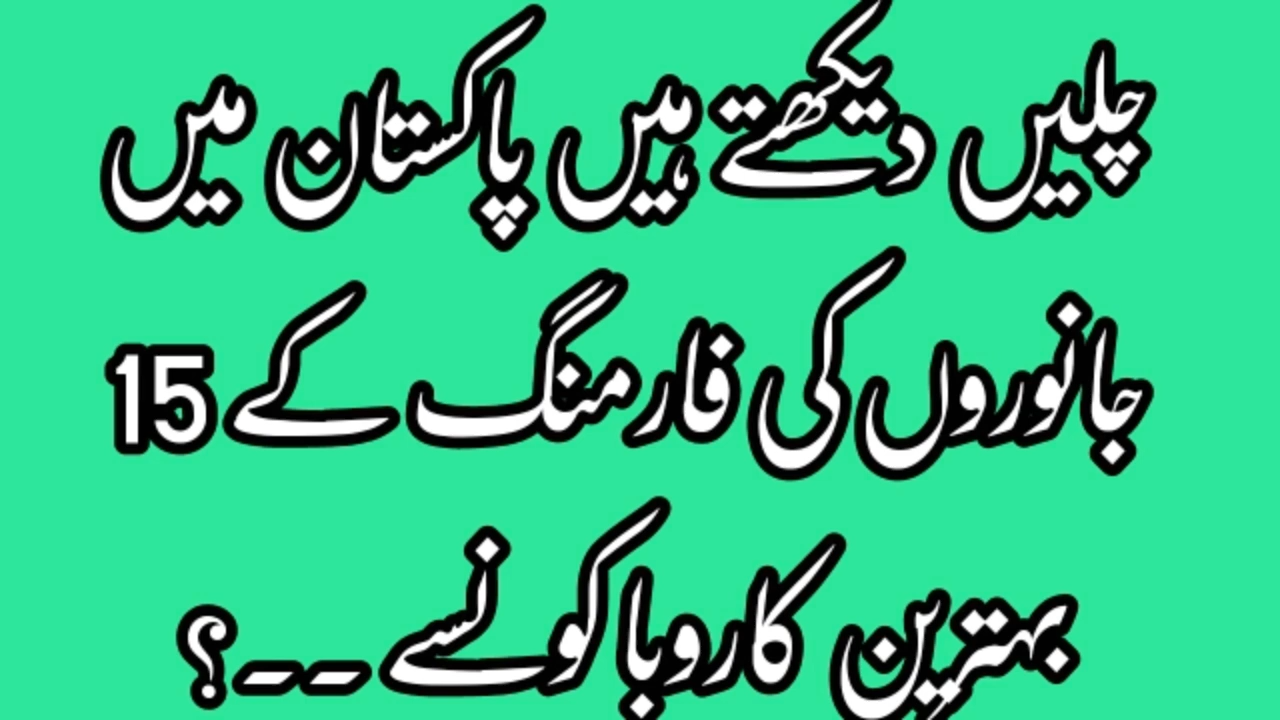 چلیں دیکھتے ہیں پاکستان میں
جانوروں کی فارمنگ کے 15
بہترین کاروبا کونسے ۔۔؟